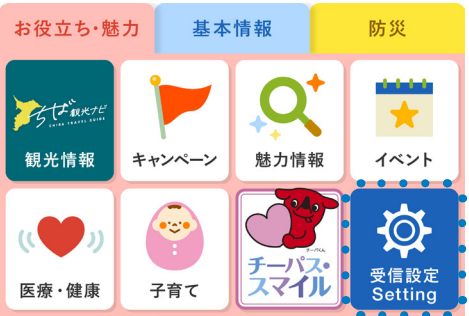 お役立ち・魅力
基本情報
防災
ちば観光ナビ
CHIBA TRAVEL GUIDE
観光情報
キャンペーン
魅力情報
イベント
医療・健康
子育て
チーバくん
チーパス・
スマイル
受信設定
Setting